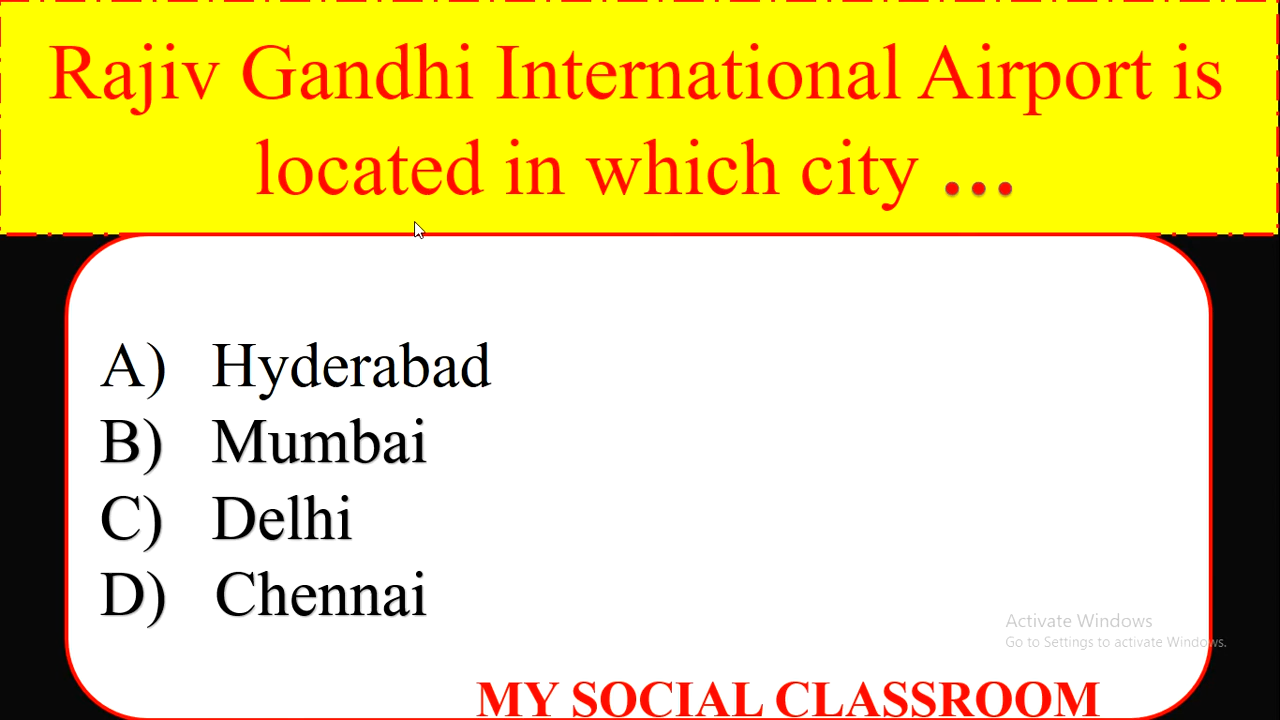 Rajiv Gandhi International Airport is
located in which city ...
A) Hyderabad
B) Mumbai
C) Delhi
D) Chennai
Activate Windows
Go to Settings to activate Windows.
MY SOCIAL CLASSROOM